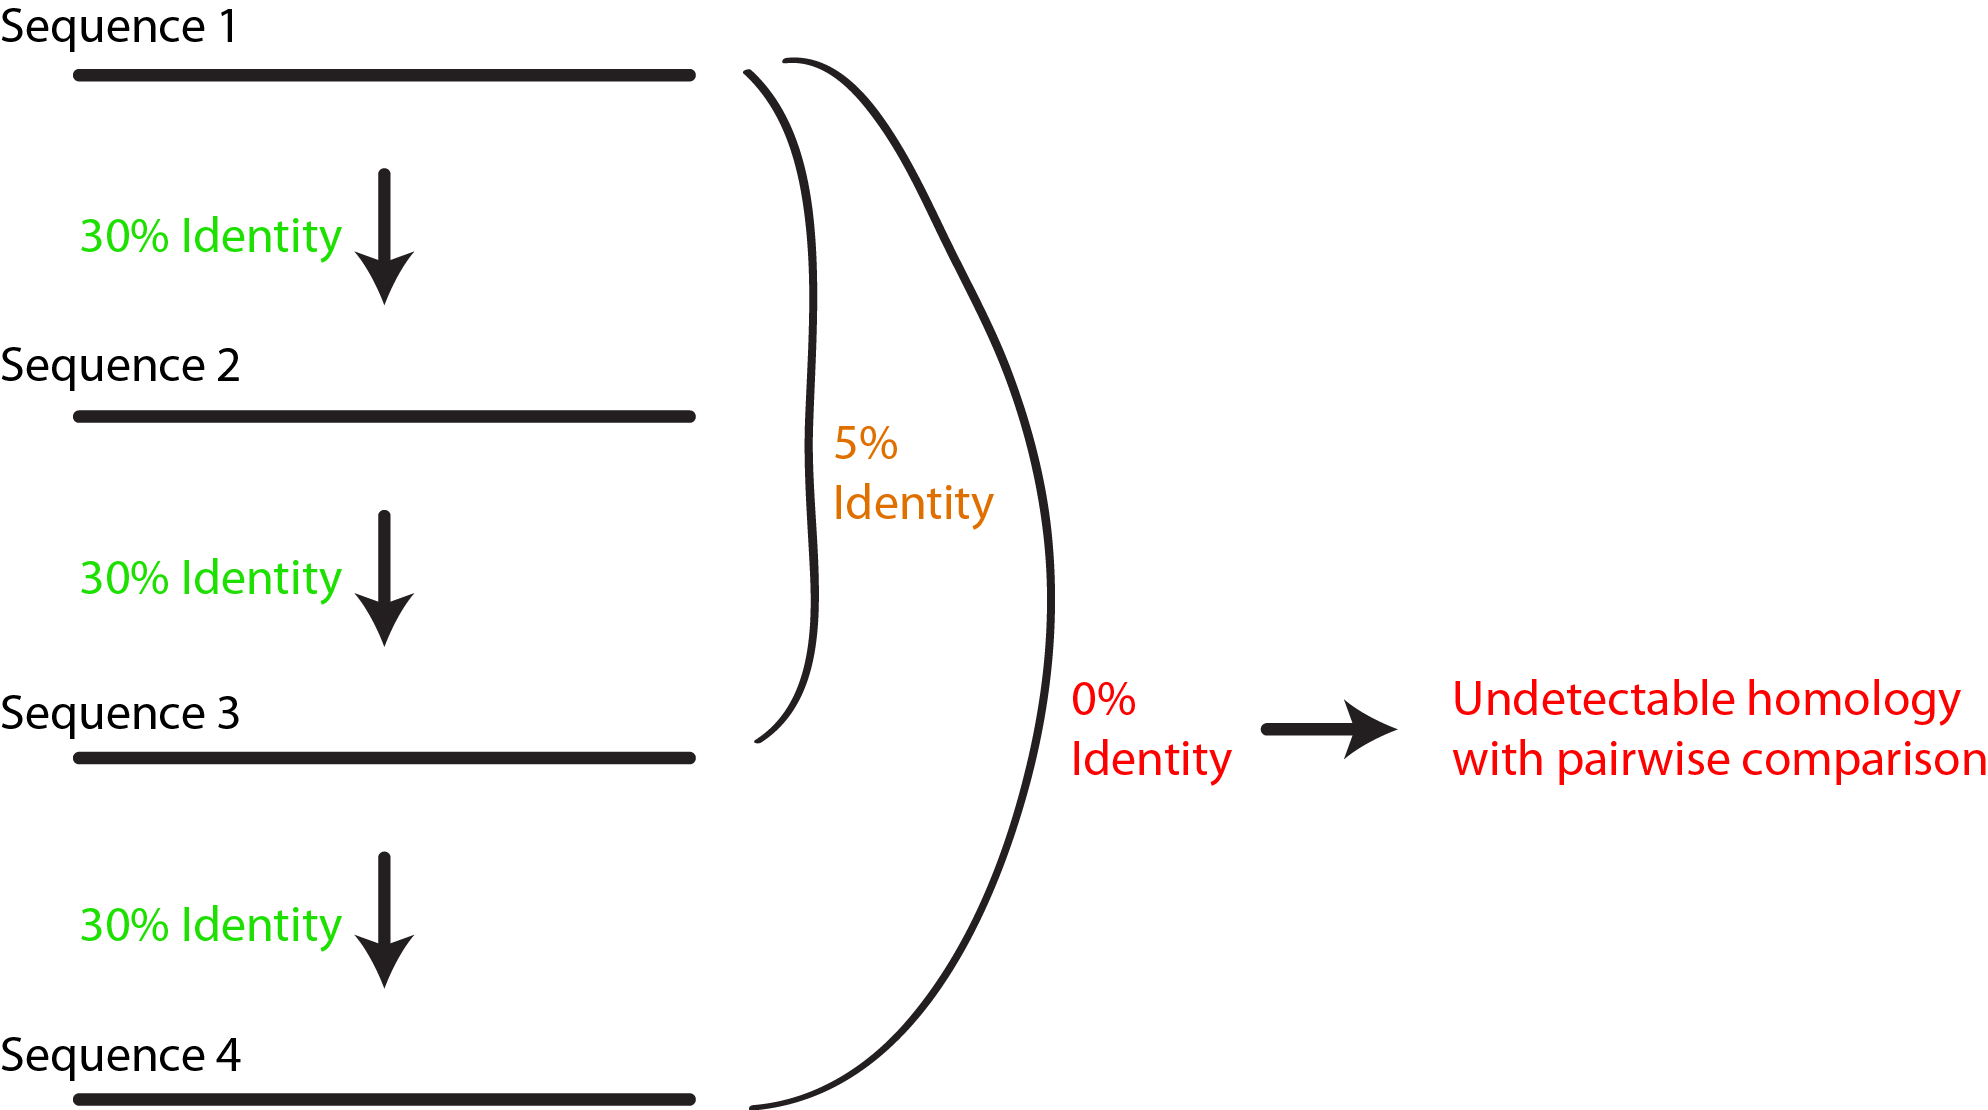 Sequence 1
30% Identity
Sequence 2
5%
Identity
30% Identity
Sequence 3
0%
Identity
Undetectable homology
with pairwise comparison
30% Identity
Sequence 4